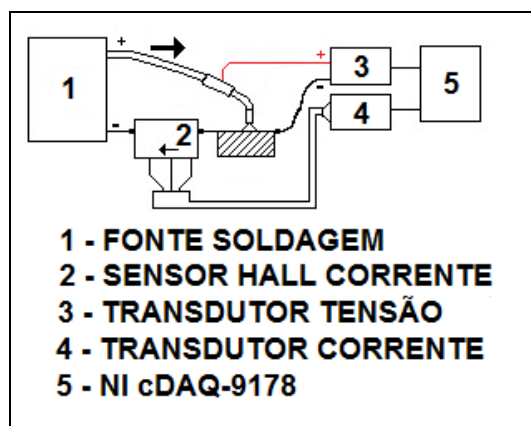 +
1
-
2
+
3
-
4
5
1 - FONTE SOLDAGEM
2 - SENSOR HALL CORRENTE
3 - TRANSDUTOR TENSÃO
4 - TRANSDUTOR CORRENTE
5 - NI cDAQ-9178